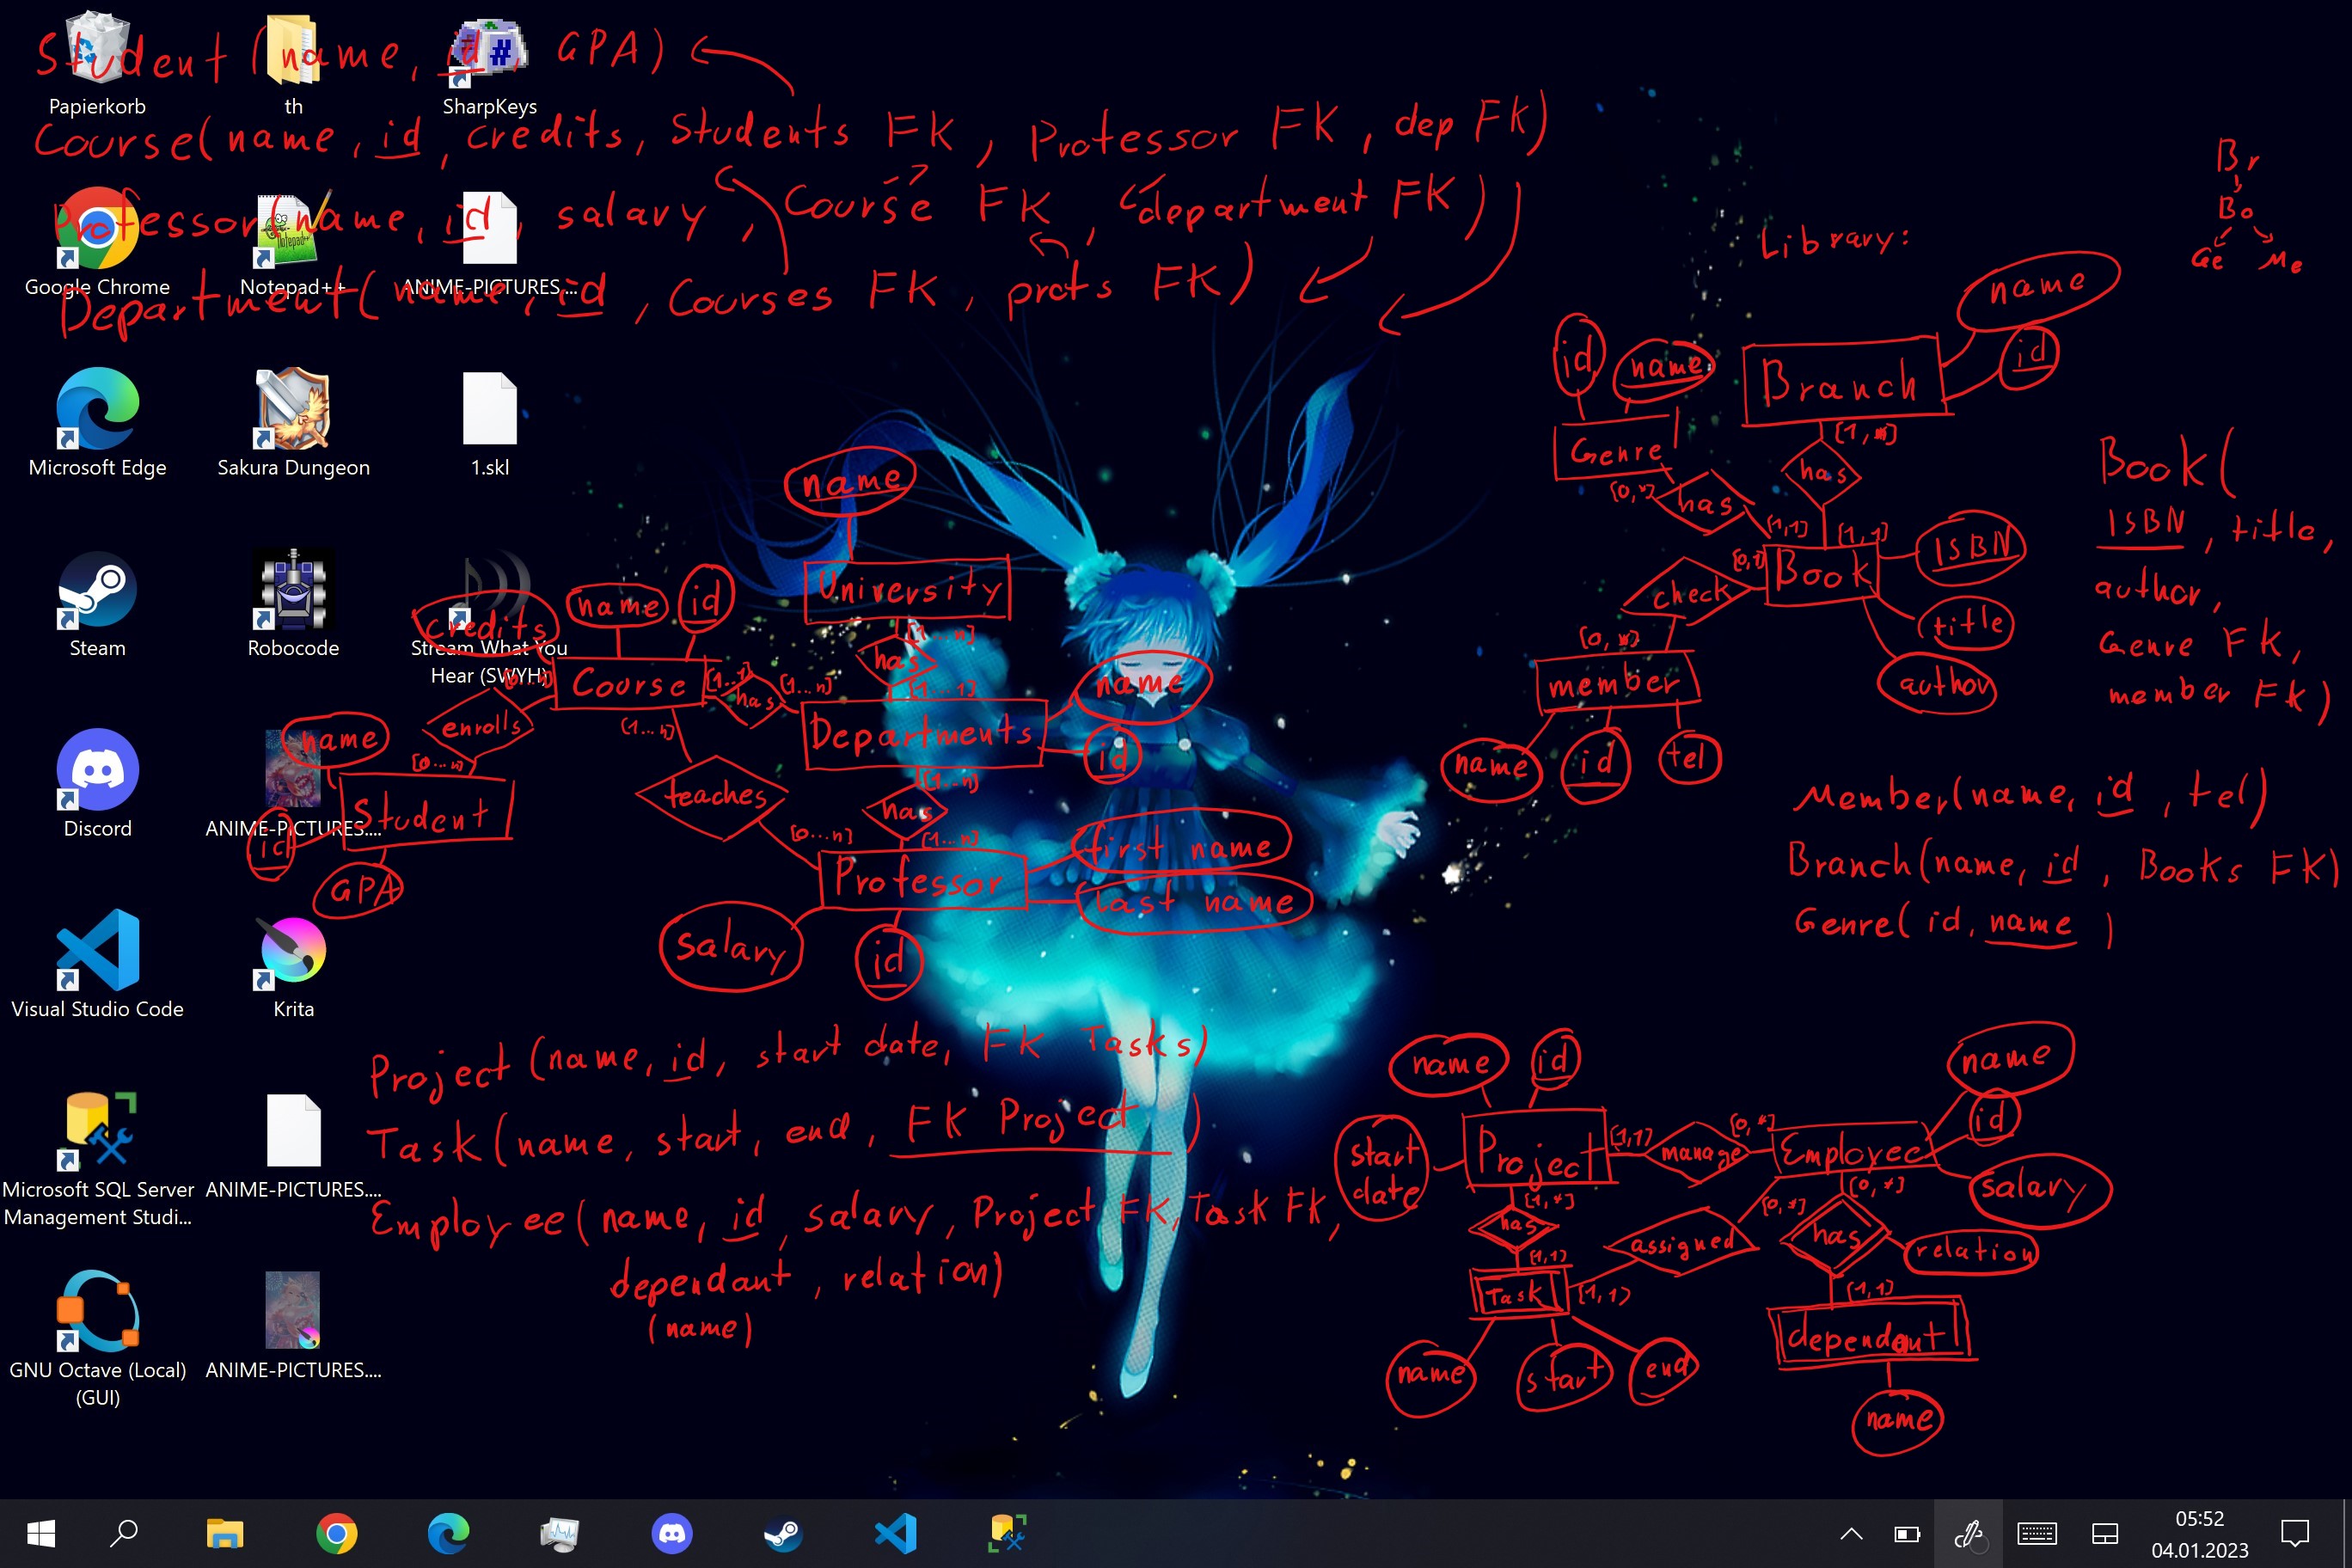 Student (name, id, GPA)
Course(name, id, credits, Students FK, Professor FK, dep FK)
Professor(name, id, salary, Course FK, department FK)
Department(name, id, Courses FK, profs FK)
Papierkorb
th
SharpKeys
Google Chrome
Notepad++
ANIME-PICTURES....
Microsoft Edge
Sakura Dungeon
1.skl
Steam
Robocode
Stream What You
Hear (SWYH)
Discord
ANIME-PICTURES....
Visual Studio Code
Krita
Microsoft SQL Server
Management Studi...
ANIME-PICTURES....
GNU Octave (Local)
(GUI)
ANIME-PICTURES....
name
University
[1...n]
has
[1...1]
credits
name
id
Course
[0...n]
[1...1]
has
[1...n]
Departments
name
id
enrolls
[0...n]
[1...n]
name
Student
id
GPA
teaches
[0...n]
[1...n]
has
[1...n]
Professor
first name
last name
salary
id
Br
Bo
Ge Me
Library:
name
id
Branch
id
name
Genre
[1,*]
has
[1,1]
[0,*]
has
[1,1]
Book
ISBN
title
author
check
[0,1]
[0,*]
member
name
id
tel
Book(
ISBN, title,
author,
Genre FK,
member FK)
Member(name, id, tel)
Branch(name, id, Books FK)
Genre(id, name)
Project (name, id, start date, FK Tasks)
Task (name, start, end, FK Project)
Employee(name, id, salary, Project FK, Task FK,
dependant, relation)
(name)
name
id
start
date
Project
[1,1]
manage
[0,*]
Employee
name
id
salary
[1,*]
has
[1,1]
Task
[1,1]
assigned
[0,*]
[0,*]
has
relation
[1,1]
dependant
name
name
start
end
05:52
04.01.2023